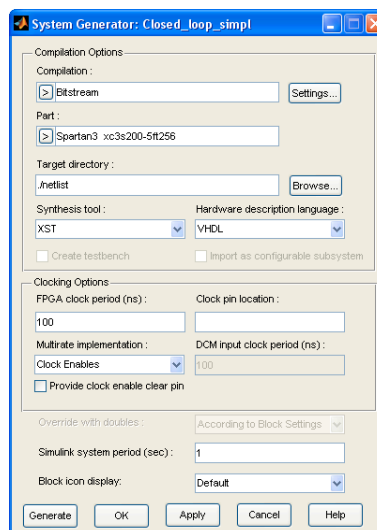 System Generator: Closed_loop_simpl
Compilation Options
Compilation :
> Bitstream Settings...
Part :
> Spartan3 xc3s200-5ft256
Target directory :
./netlist Browse...
Synthesis tool : Hardware description language :
XST VHDL
Create testbench Import as configurable subsystem
Clocking Options
FPGA clock period (ns) : Clock pin location :
100
Multirate implementation : DCM input clock period (ns) :
Clock Enables 100
Provide clock enable clear pin
Override with doubles : According to Block Settings
Simulink system period (sec) : 1
Block icon display: Default
Generate OK Apply Cancel Help